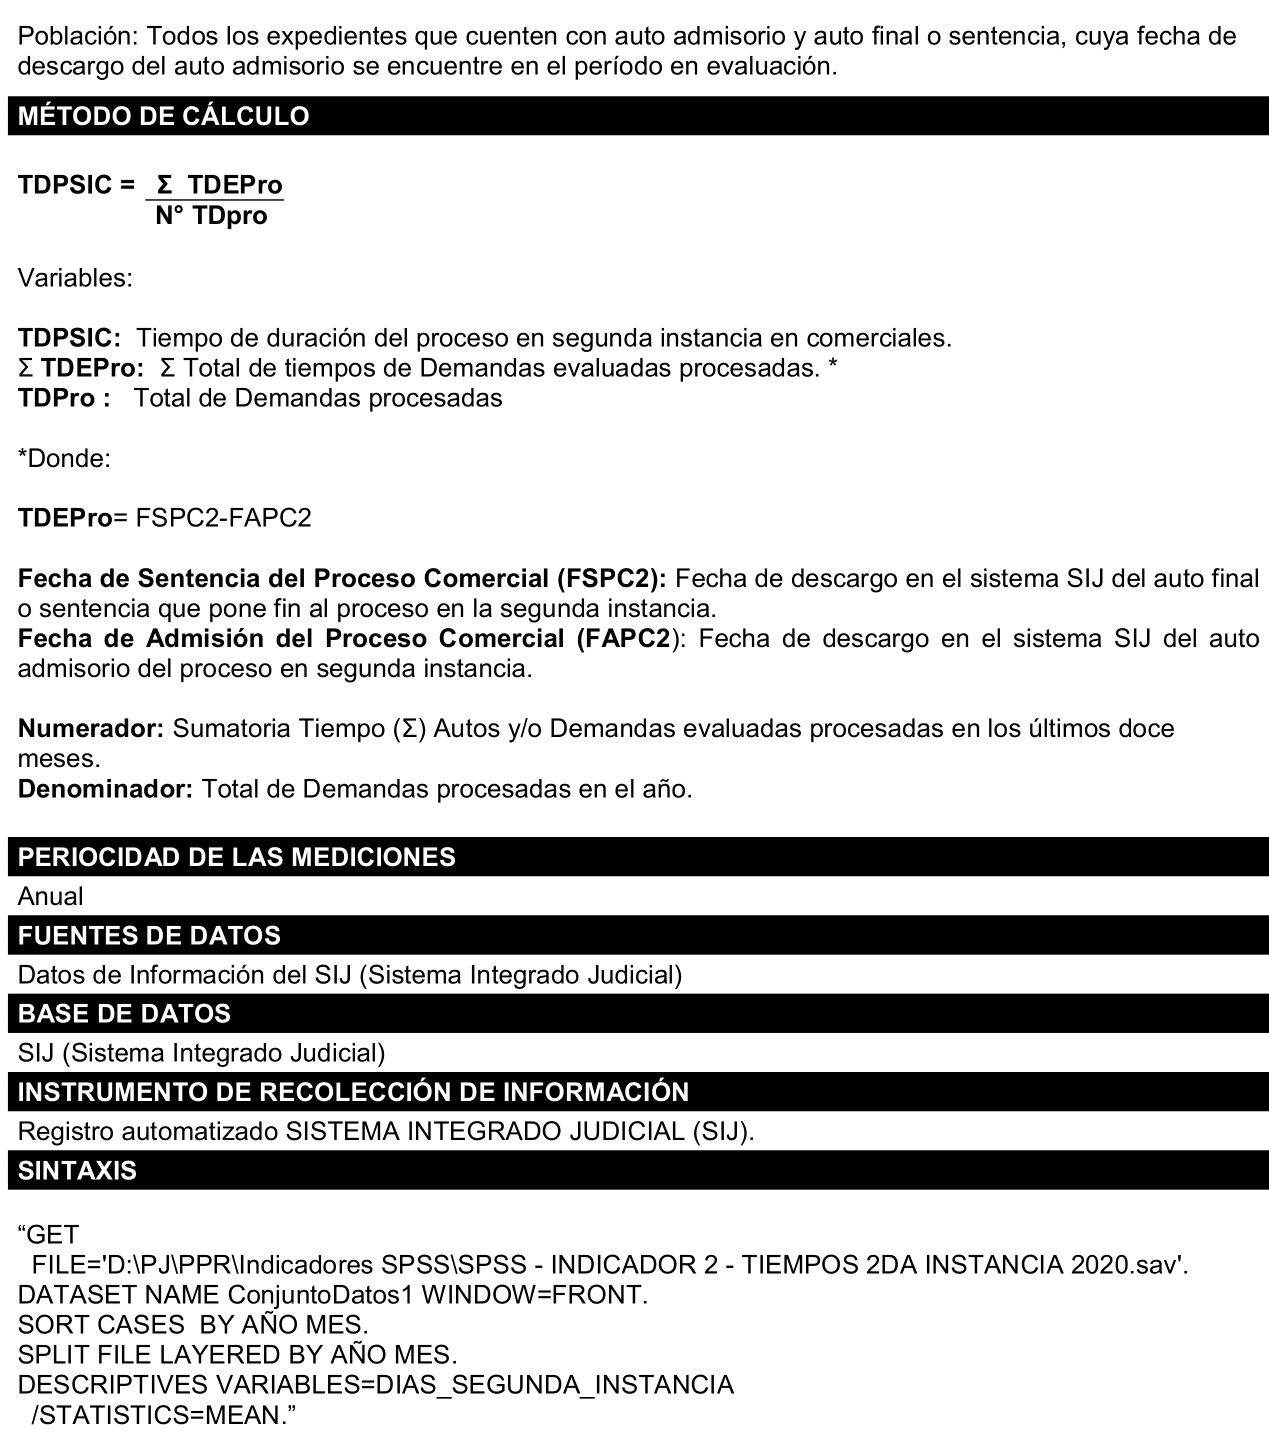 Población: Todos los expedientes que cuenten con auto admisorio y auto final o sentencia, cuya fecha de
descargo del auto admisorio se encuentre en el período en evaluación.
MÉTODO DE CÁLCULO
TDPSIC = Σ TDEPro
N° TDpro
Variables:
TDPSIC: Tiempo de duración del proceso en segunda instancia en comerciales.
Σ TDEPro: Σ Total de tiempos de Demandas evaluadas procesadas. *
TDPro : Total de Demandas procesadas
*Donde:
TDEPro= FSPC2-FAPC2
Fecha de Sentencia del Proceso Comercial (FSPC2): Fecha de descargo en el sistema SIJ del auto final
o sentencia que pone fin al proceso en la segunda instancia.
Fecha de Admisión del Proceso Comercial (FAPC2): Fecha de descargo en el sistema SIJ del auto
admisorio del proceso en segunda instancia.
Numerador: Sumatoria Tiempo (Σ) Autos y/o Demandas evaluadas procesadas en los últimos doce
meses.
Denominador: Total de Demandas procesadas en el año.
PERIOCIDAD DE LAS MEDICIONES
Anual
FUENTES DE DATOS
Datos de Información del SIJ (Sistema Integrado Judicial)
BASE DE DATOS
SIJ (Sistema Integrado Judicial)
INSTRUMENTO DE RECOLECCIÓN DE INFORMACIÓN
Registro automatizado SISTEMA INTEGRADO JUDICIAL (SIJ).
SINTAXIS
“GET
FILE='D:\PJ\PPR\Indicadores SPSS\SPSS - INDICADOR 2 - TIEMPOS 2DA INSTANCIA 2020.sav'.
DATASET NAME ConjuntoDatos1 WINDOW=FRONT.
SORT CASES BY AÑO MES.
SPLIT FILE LAYERED BY AÑO MES.
DESCRIPTIVES VARIABLES=DIAS_SEGUNDA_INSTANCIA
/STATISTICS=MEAN.”